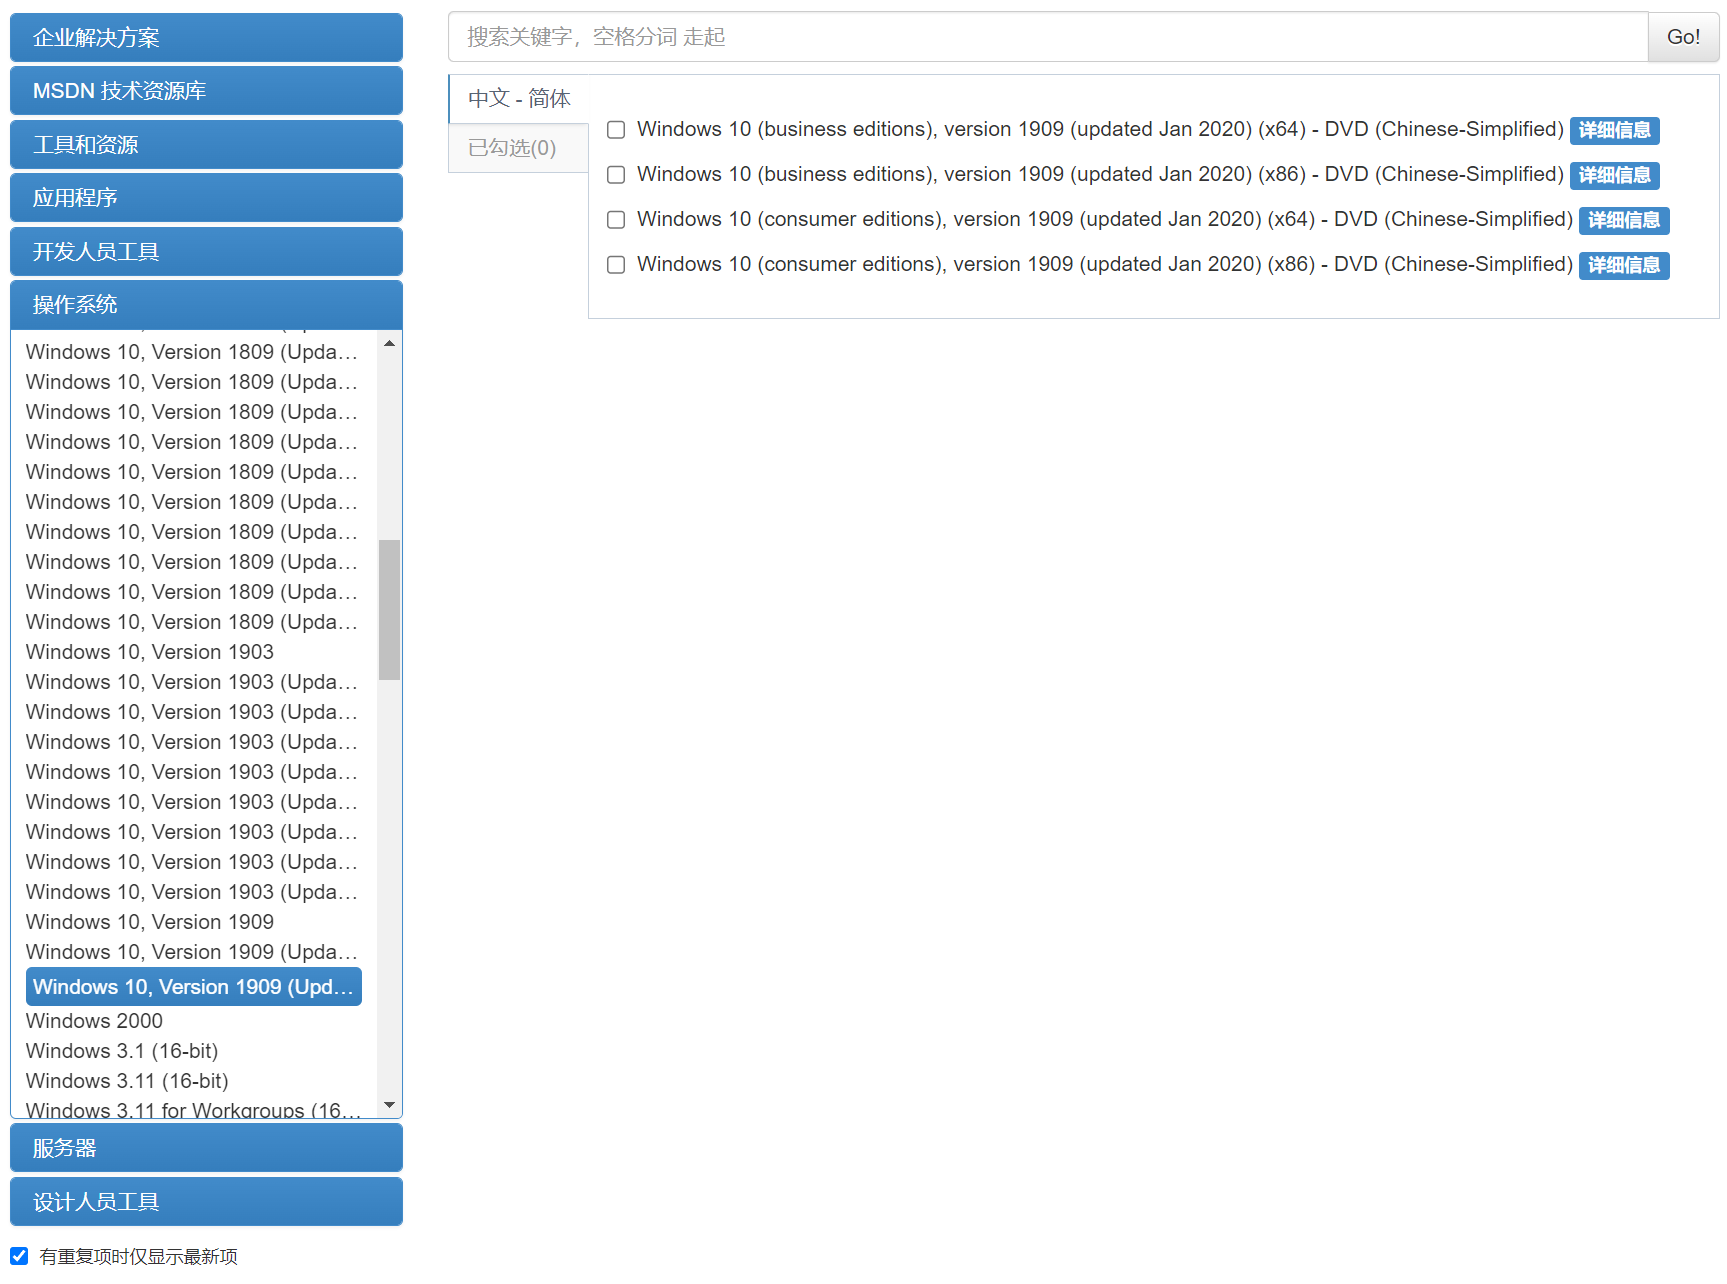 企业解决方案
MSDN 技术资源库
工具和资源
应用程序
开发人员工具
操作系统
Windows 10, Version 1809 (Upda…
Windows 10, Version 1809 (Upda…
Windows 10, Version 1809 (Upda…
Windows 10, Version 1809 (Upda…
Windows 10, Version 1809 (Upda…
Windows 10, Version 1809 (Upda…
Windows 10, Version 1809 (Upda…
Windows 10, Version 1809 (Upda…
Windows 10, Version 1809 (Upda…
Windows 10, Version 1809 (Upda…
Windows 10, Version 1903
Windows 10, Version 1903 (Upda…
Windows 10, Version 1903 (Upda…
Windows 10, Version 1903 (Upda…
Windows 10, Version 1903 (Upda…
Windows 10, Version 1903 (Upda…
Windows 10, Version 1903 (Upda…
Windows 10, Version 1903 (Upda…
Windows 10, Version 1903 (Upda…
Windows 10, Version 1909
Windows 10, Version 1909 (Upda…
Windows 10, Version 1909 (Upd…
Windows 2000
Windows 3.1 (16-bit)
Windows 3.11 (16-bit)
Windows 3.11 for Workgroups (16…
服务器
设计人员工具
有重复项时仅显示最新项
搜索关键字，空格分词 走起
Go!
中文 - 简体
已勾选(0)
Windows 10 (business editions), version 1909 (updated Jan 2020) (x64) - DVD (Chinese-Simplified) 详细信息
Windows 10 (business editions), version 1909 (updated Jan 2020) (x86) - DVD (Chinese-Simplified) 详细信息
Windows 10 (consumer editions), version 1909 (updated Jan 2020) (x64) - DVD (Chinese-Simplified) 详细信息
Windows 10 (consumer editions), version 1909 (updated Jan 2020) (x86) - DVD (Chinese-Simplified) 详细信息